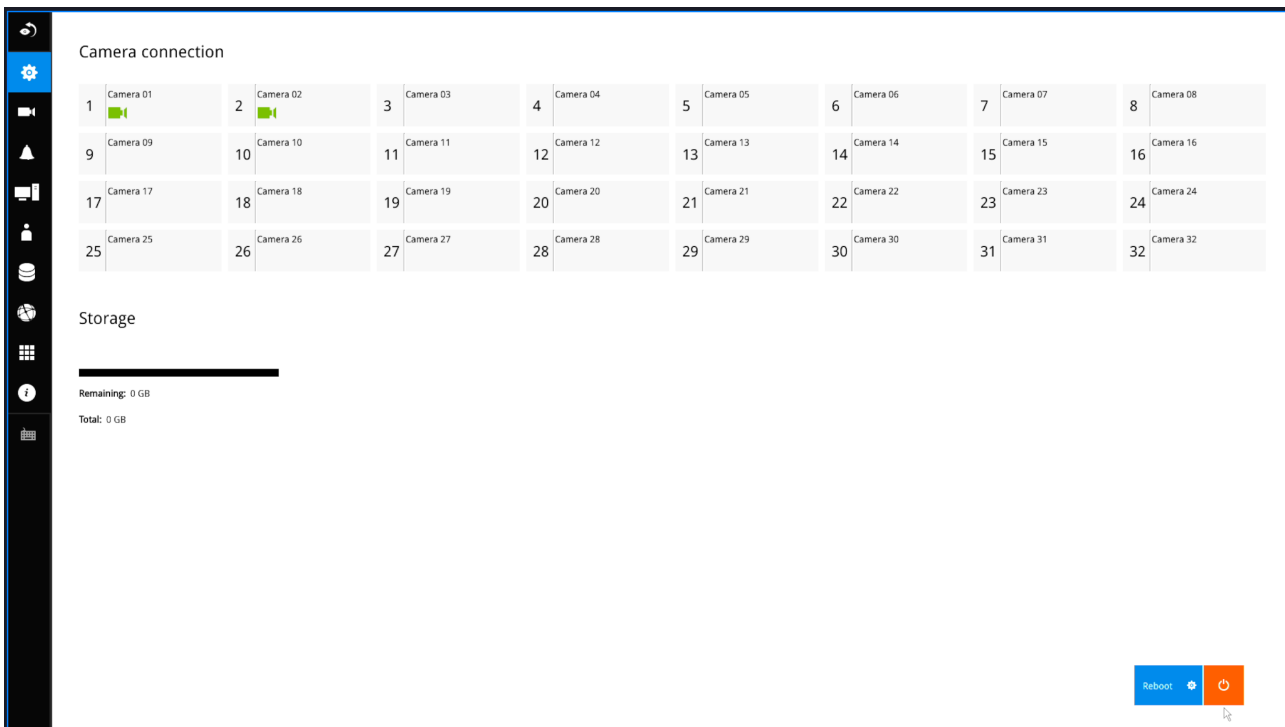 Camera connection
1 Camera 01 2 Camera 02 3 Camera 03 4 Camera 04 5 Camera 05 6 Camera 06 7 Camera 07 8 Camera 08
9 Camera 09 10 Camera 10 11 Camera 11 12 Camera 12 13 Camera 13 14 Camera 14 15 Camera 15 16 Camera 16
17 Camera 17 18 Camera 18 19 Camera 19 20 Camera 20 21 Camera 21 22 Camera 22 23 Camera 23 24 Camera 24
25 Camera 25 26 Camera 26 27 Camera 27 28 Camera 28 29 Camera 29 30 Camera 30 31 Camera 31 32 Camera 32
Storage
Remaining: 0 GB
Total: 0 GB
Reboot